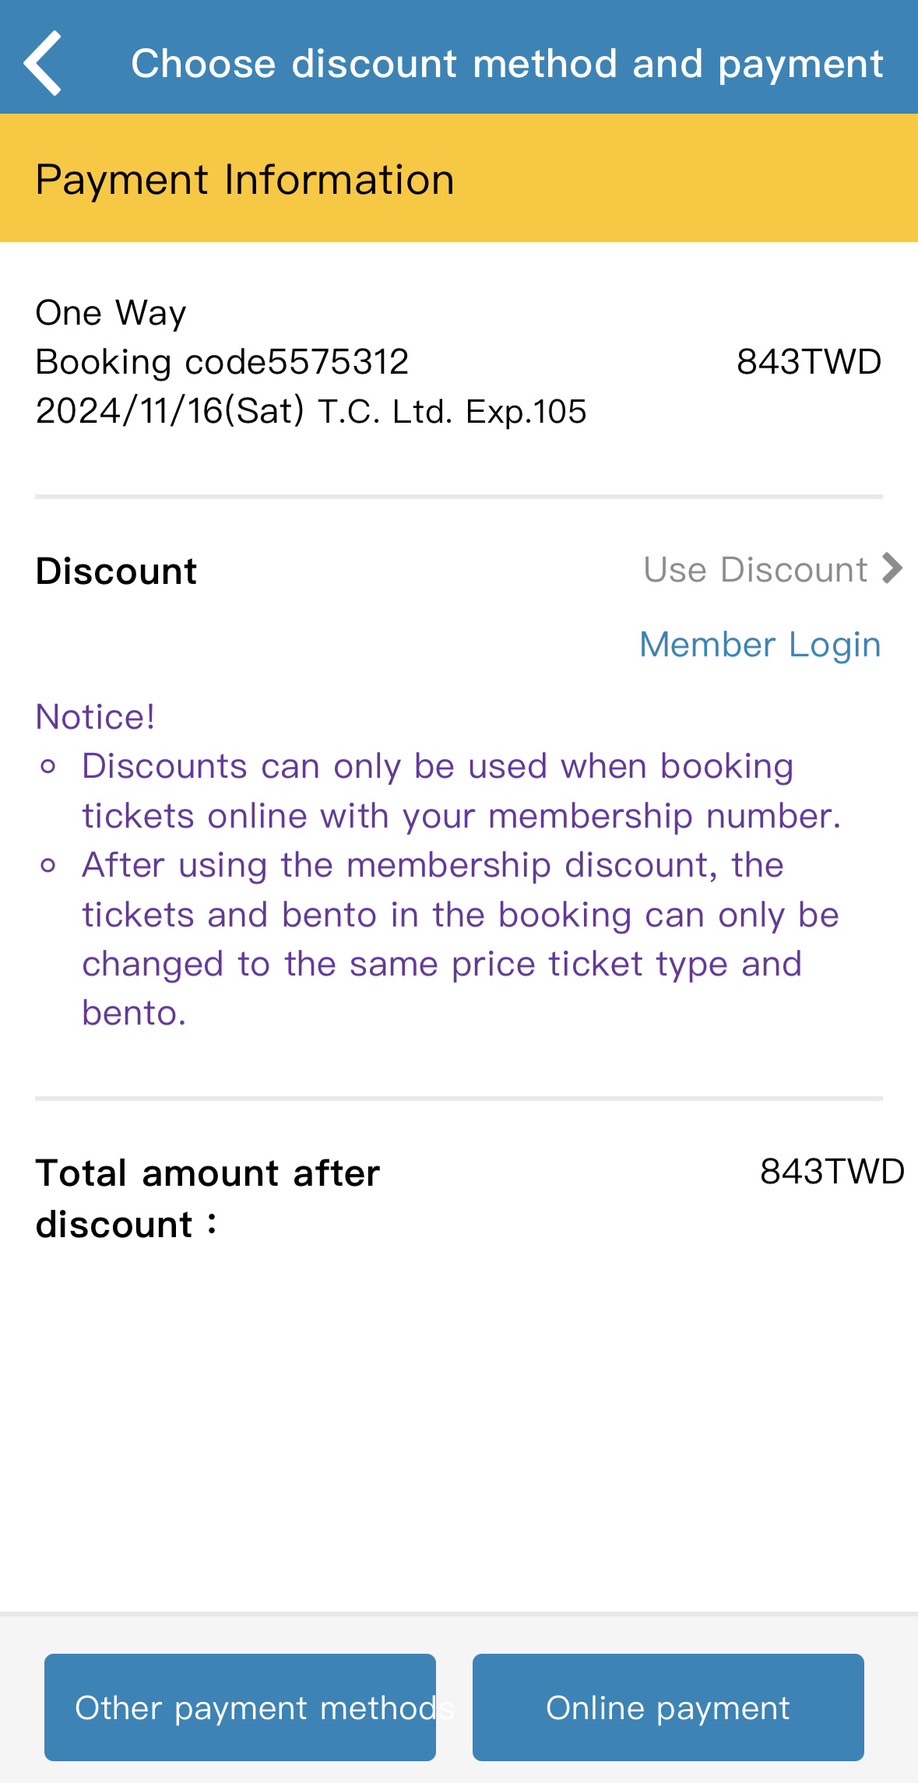 Choose discount method and payment
Payment Information
One Way
Booking code5575312
843TWD
2024/11/16(Sat) T.C. Ltd. Exp.105
Discount
Use Discount
Member Login
Notice!
Discounts can only be used when booking
tickets online with your membership number.
After using the membership discount, the
tickets and bento in the booking can only be
changed to the same price ticket type and
bento.
Total amount after
discount：
843TWD
Other payment methods
Online payment